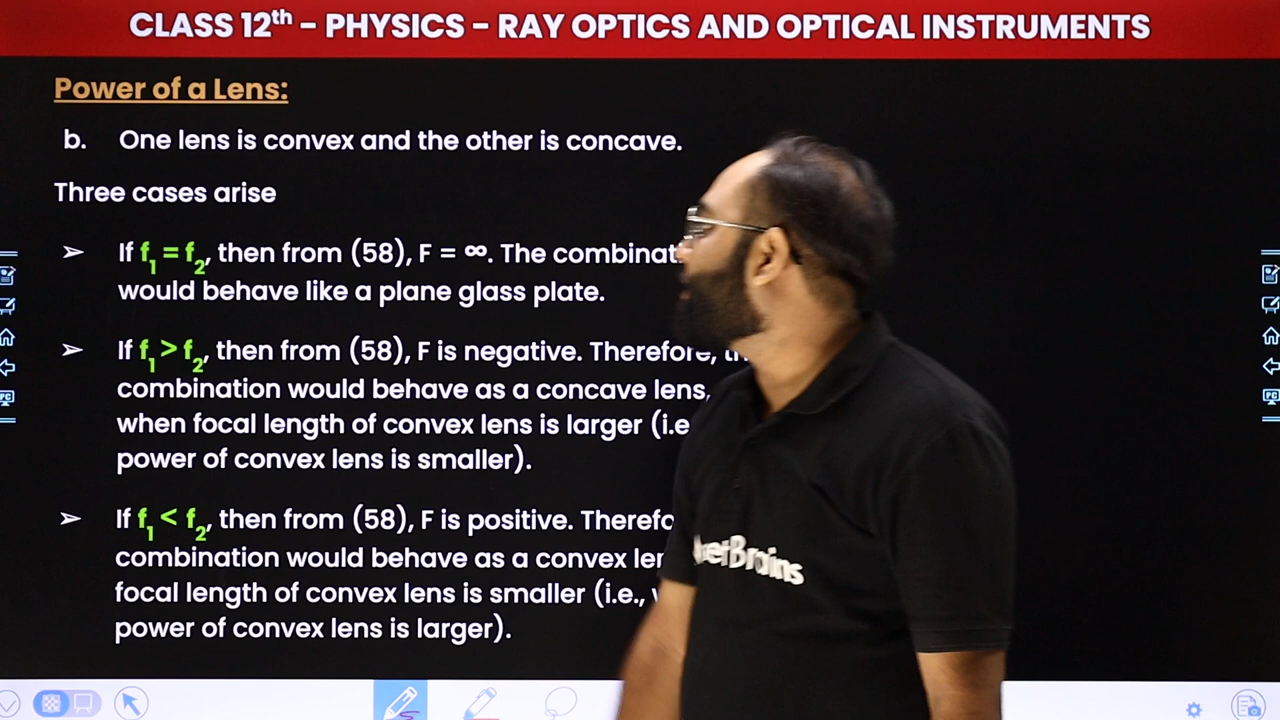 CLASS 12th – PHYSICS – RAY OPTICS AND OPTICAL INSTRUMENTS
Power of a Lens:
b. One lens is convex and the other is concave.
Three cases arise
➢ If f₁ = f₂, then from (58), F = ∞. The
would behave like a plane glass plate.
➢ If f₁ > f₂, then from (58), F is negative. Therefore,
combination would behave as a concave lens,
when focal length of convex lens is larger
power of convex lens is smaller).
➢ If f₁ < f₂, then from (58), F is positive.
combination would behave as a convex
focal length of convex lens is smaller (i.e.,
power of convex lens is larger).